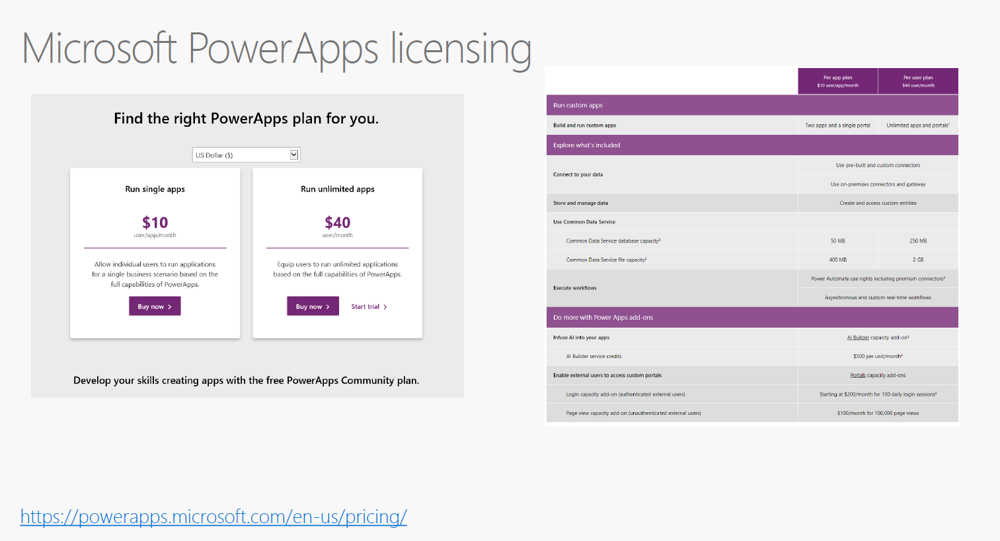 Microsoft PowerApps licensing
Find the right PowerApps plan for you.
US Dollar ($)
Run single apps
$10
user/app/month
Allow individual users to run applications
for a single business scenario based on the
full capabilities of PowerApps.
Buy now >
Run unlimited apps
$40
user/month
Equip users to run unlimited applications
based on the full capabilities of PowerApps.
Buy now >
Start trial >
Develop your skills creating apps with the free PowerApps Community plan.
Per app plan
$10 user/app/month
Per user plan
$40 user/month
Run custom apps
Build and run custom apps
Two apps and a single portal
Unlimited apps and portals¹
Explore what's included
Connect to your data
Use pre-built and custom connectors
Use on-premises connectors and gateway
Store and manage data
Create and access custom entities
Use Common Data Service
Common Data Service database capacity²
50 MB
250 MB
Common Data Service file capacity²
400 MB
2 GB
Execute workflows
Power Automate use rights including premium connectors³
Asynchronous and custom real-time workflows
Do more with Power Apps add-ons
Infuse AI into your apps
AI Builder capacity add-on⁴
AI Builder service credits
$500 per unit/month⁴
Enable external users to access custom portals
Portals capacity add-ons
Login capacity add-on (authenticated external users)
Starting at $200/month for 100 daily login sessions⁵
Page view capacity add-on (unauthenticated external users)
$100/month for 100,000 page views
https://powerapps.microsoft.com/en-us/pricing/